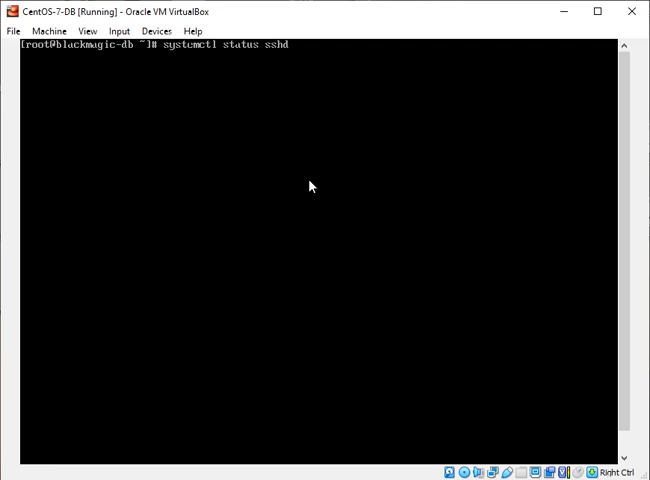 CentOS-7-DB [Running] - Oracle VM VirtualBox
File Machine View Input Devices Help
[root@blackmagic-db ~]# systemctl status sshd
Right Ctrl